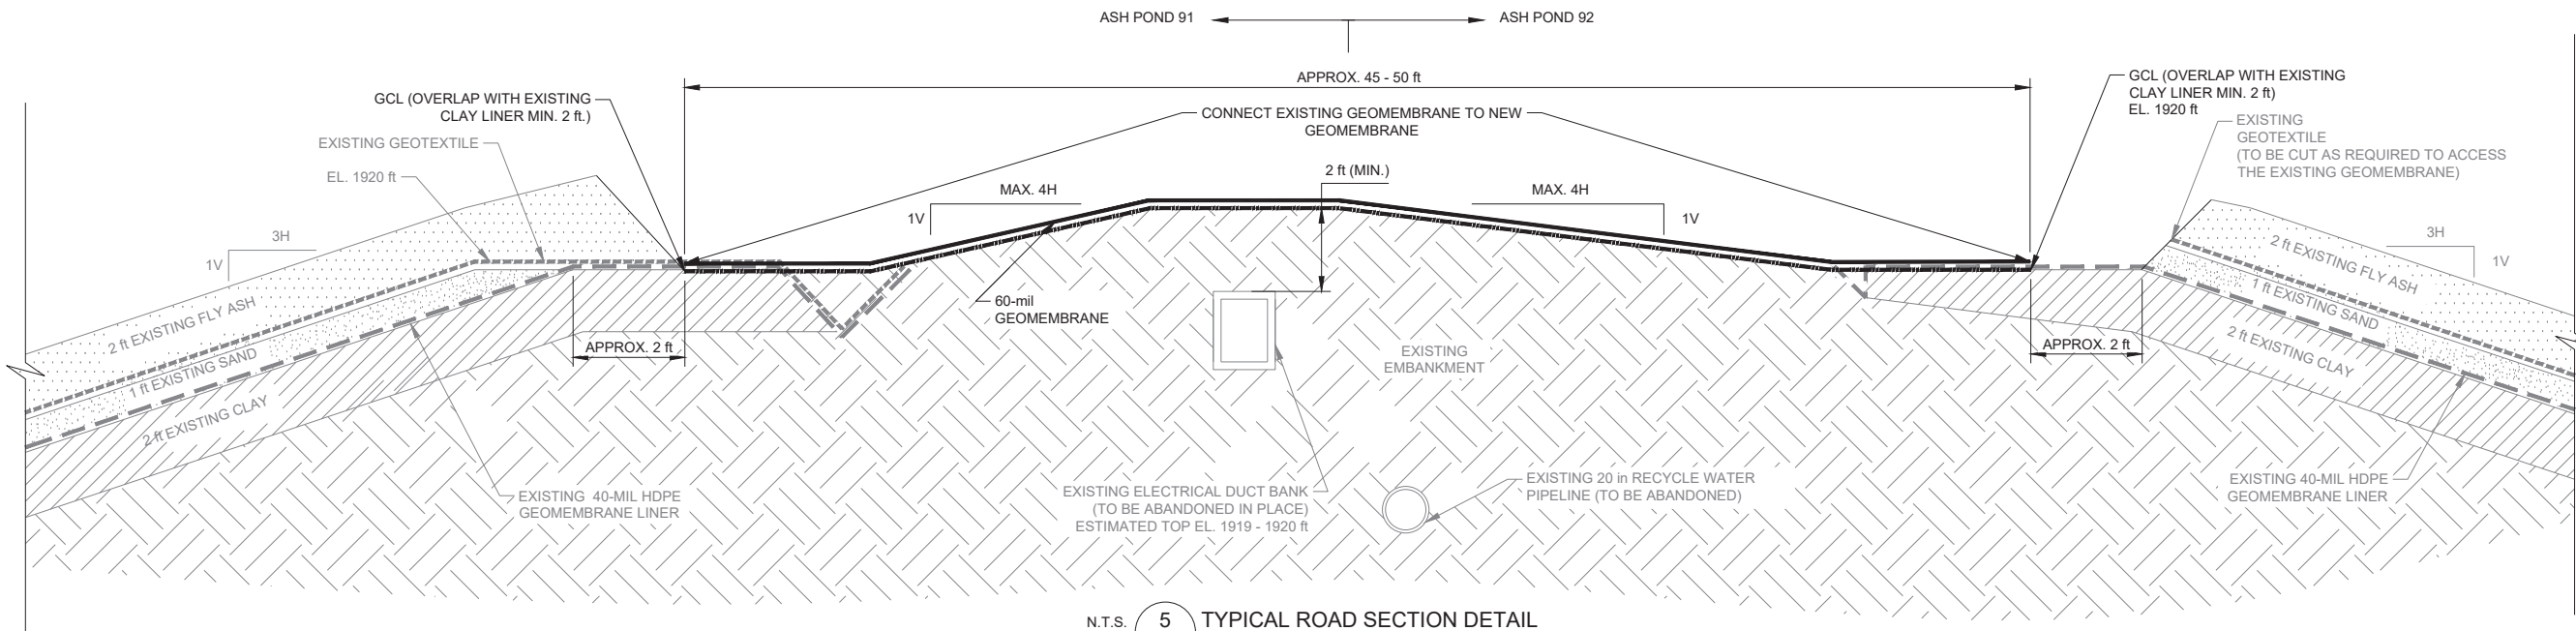 ASH POND 91
ASH POND 92
APPROX. 45 - 50 ft
GCL (OVERLAP WITH EXISTING
CLAY LINER MIN. 2 ft.)
EXISTING GEOTEXTILE
EL. 1920 ft
CONNECT EXISTING GEOMEMBRANE TO NEW
GEOMEMBRANE
GCL (OVERLAP WITH EXISTING
CLAY LINER MIN. 2 ft)
EL. 1920 ft
EXISTING
GEOTEXTILE
(TO BE CUT AS REQUIRED TO ACCESS
THE EXISTING GEOMEMBRANE)
2 ft (MIN.)
MAX. 4H
1V
MAX. 4H
1V
3H
1V
3H
1V
2 ft EXISTING FLY ASH
1 ft EXISTING SAND
2 ft EXISTING CLAY
APPROX. 2 ft
60-mil
GEOMEMBRANE
EXISTING
EMBANKMENT
APPROX. 2 ft
2 ft EXISTING FLY ASH
1 ft EXISTING SAND
2 ft EXISTING CLAY
EXISTING 40-MIL HDPE
GEOMEMBRANE LINER
EXISTING ELECTRICAL DUCT BANK
(TO BE ABANDONED IN PLACE)
ESTIMATED TOP EL. 1919 - 1920 ft
EXISTING 20 in RECYCLE WATER
PIPELINE (TO BE ABANDONED)
EXISTING 40-MIL HDPE
GEOMEMBRANE LINER
N.T.S. 5 TYPICAL ROAD SECTION DETAIL